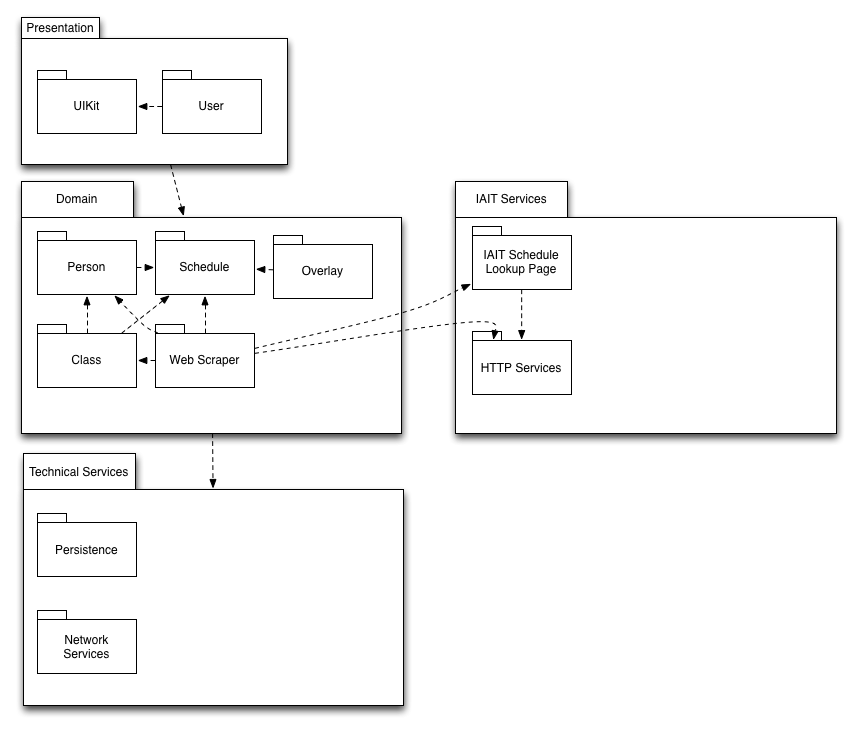 Presentation
UIKit
User
Domain
Person
Schedule
Overlay
Class
Web Scraper
IAIT Services
IAIT Schedule
Lookup Page
HTTP Services
Technical Services
Persistence
Network
Services